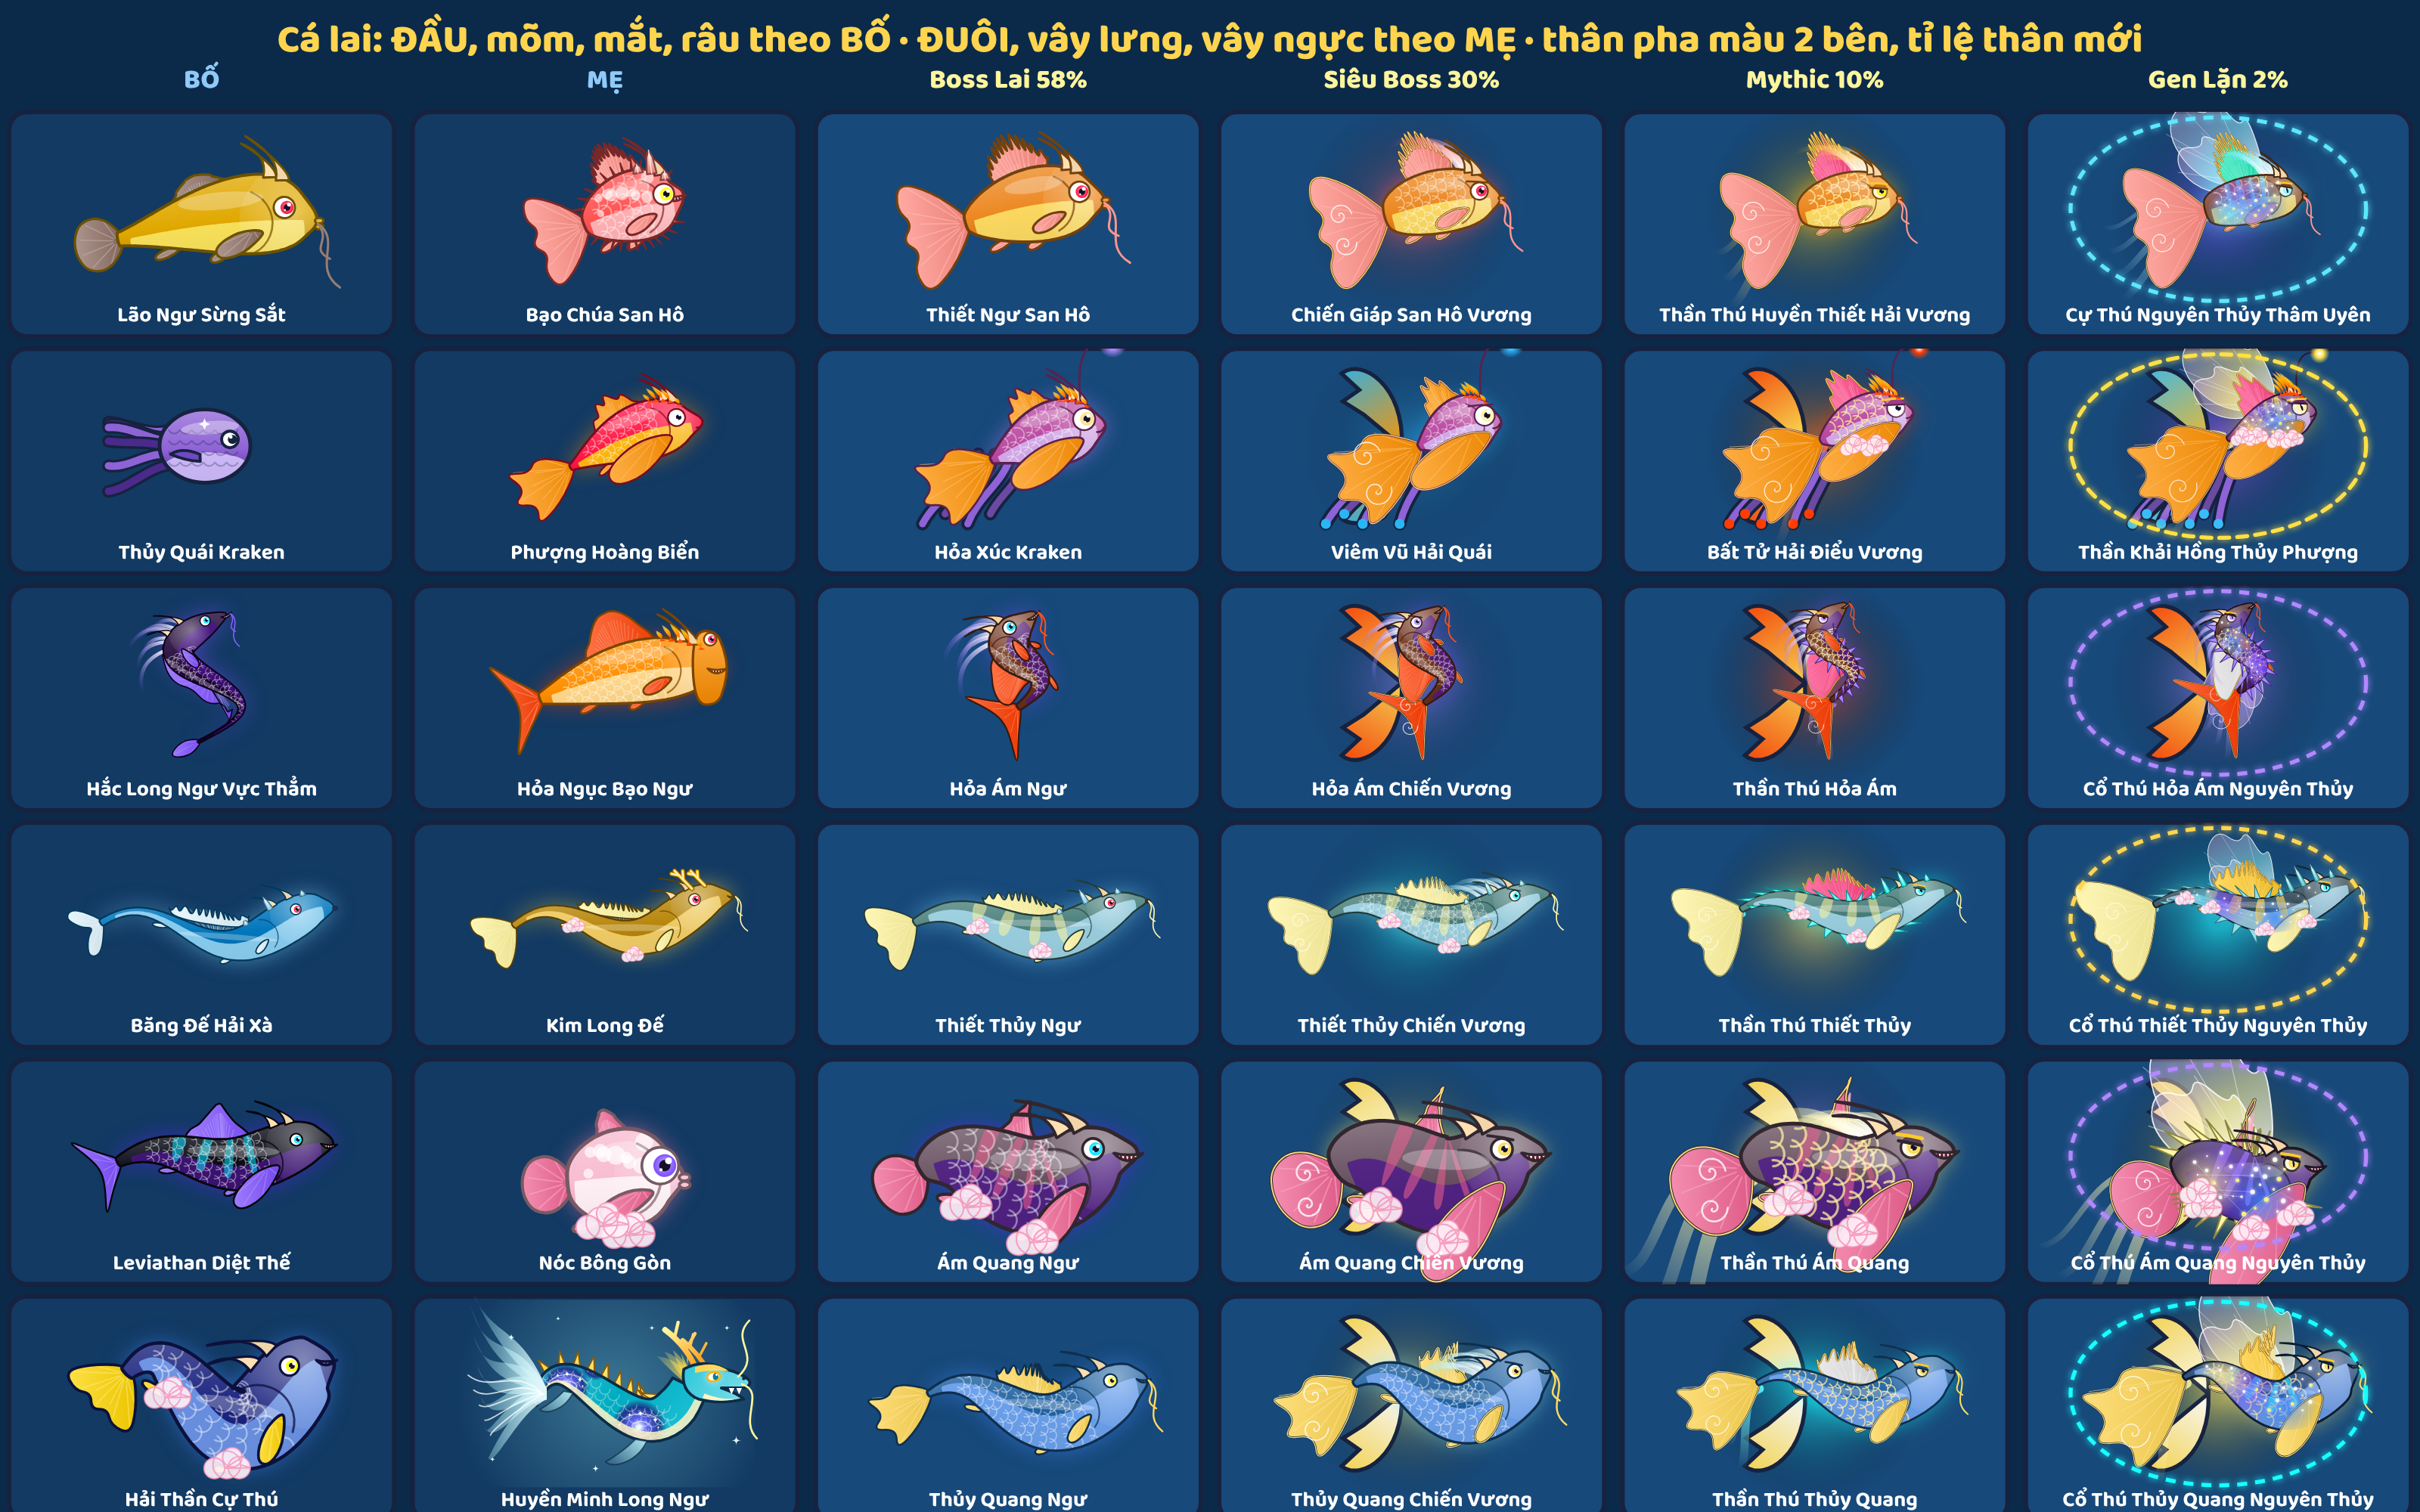 Cá lai: ĐẦU, mõm, mắt, râu theo BỐ · ĐUÔI, vây lưng, vây ngực theo MẸ · thân pha màu 2 bên, tỉ lệ thân mới
BỐ MẸ Boss Lai 58% Siêu Boss 30% Mythic 10% Gen Lặn 2%
Lão Ngư Sừng Sắt Bạo Chúa San Hô Thiết Ngư San Hô Chiến Giáp San Hô Vương Thần Thú Huyền Thiết Hải Vương Cự Thú Nguyên Thủy Thâm Uyên
Thủy Quái Kraken Phượng Hoàng Biển Hỏa Xúc Kraken Viêm Vũ Hải Quái Bất Tử Hải Điểu Vương Thần Khải Hồng Thủy Phượng
Hắc Long Ngư Vực Thẳm Hỏa Ngục Bạo Ngư Hỏa Ám Ngư Hỏa Ám Chiến Vương Thần Thú Hỏa Ám Cổ Thú Hỏa Ám Nguyên Thủy
Băng Đế Hải Xà Kim Long Đế Thiết Thủy Ngư Thiết Thủy Chiến Vương Thần Thú Thiết Thủy Cổ Thú Thiết Thủy Nguyên Thủy
Leviathan Diệt Thế Nóc Bông Gòn Ám Quang Ngư Ám Quang Chiến Vương Thần Thú Ám Quang Cổ Thú Ám Quang Nguyên Thủy
Hải Thần Cự Thú Huyền Minh Long Ngư Thủy Quang Ngư Thủy Quang Chiến Vương Thần Thú Thủy Quang Cổ Thú Thủy Quang Nguyên Thủy